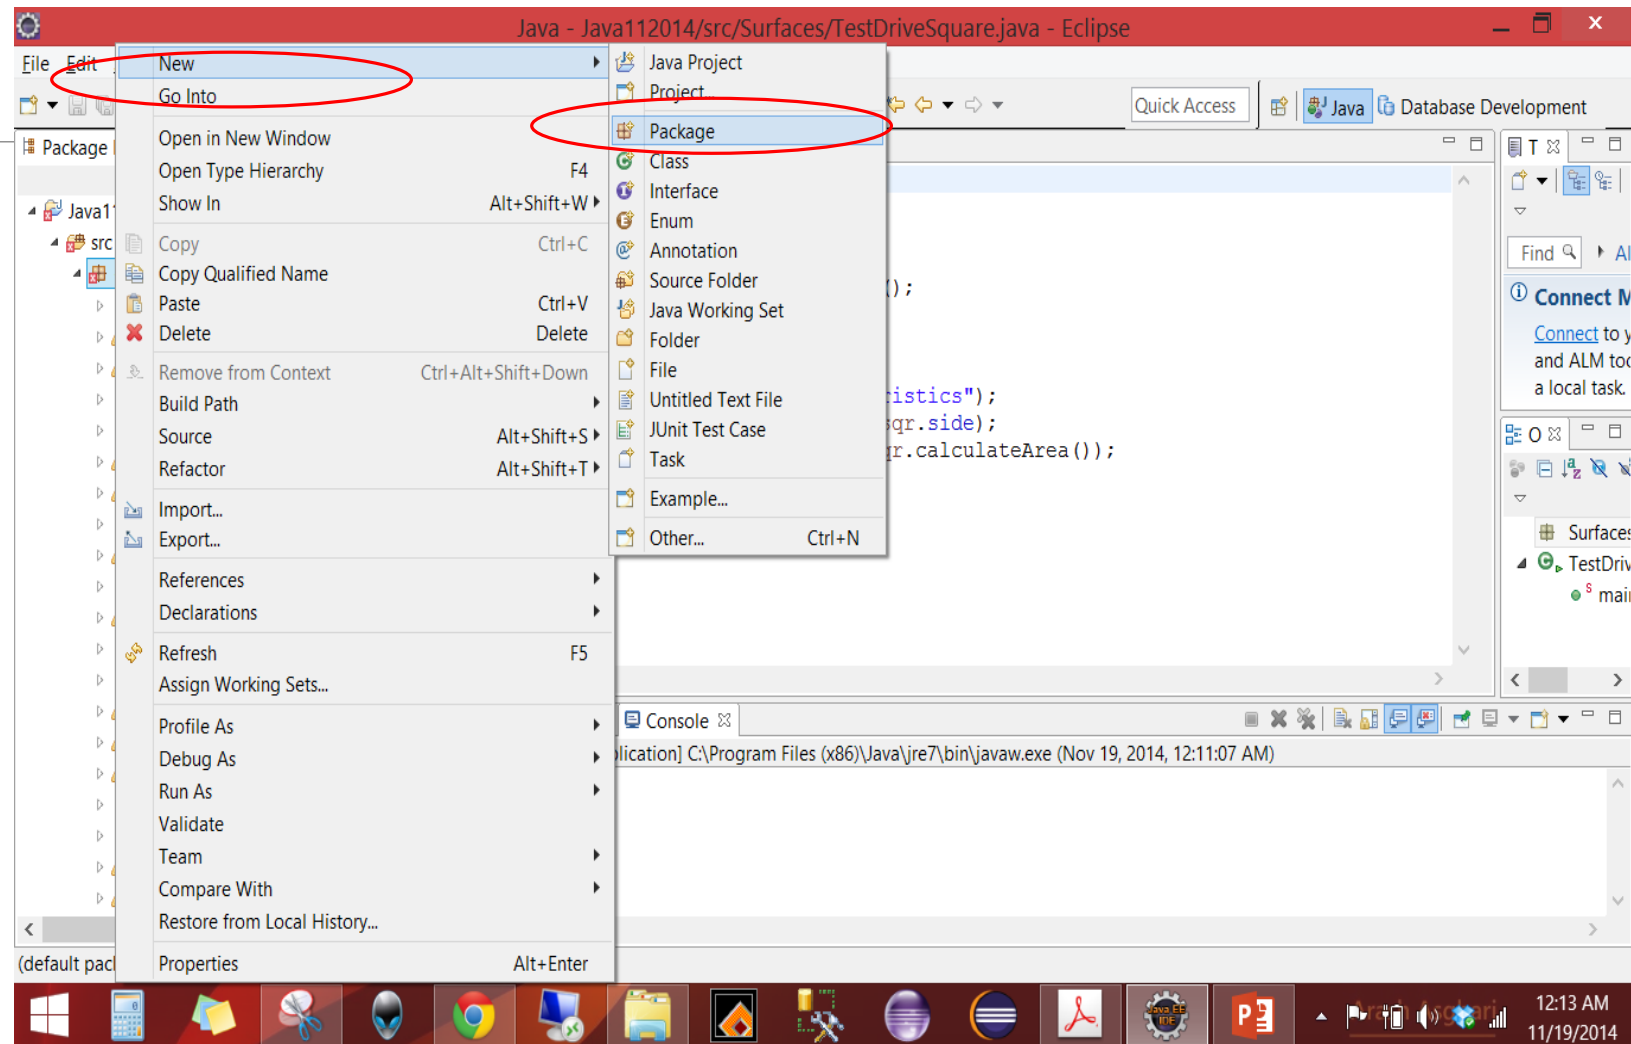 Java - Java112014/src/Surfaces/TestDriveSquare.java - Eclipse
File Edit
Quick Access
Java
Database Development
Package
Java1
src
New
Go Into
Open in New Window
Open Type Hierarchy F4
Show In Alt+Shift+W
Copy Ctrl+C
Copy Qualified Name
Paste Ctrl+V
Delete Delete
Remove from Context Ctrl+Alt+Shift+Down
Build Path
Source Alt+Shift+S
Refactor Alt+Shift+T
Import...
Export...
References
Declarations
Refresh F5
Assign Working Sets...
Profile As
Debug As
Run As
Validate
Team
Compare With
Restore from Local History...
Properties Alt+Enter
Java Project
Project...
Package
Class
Interface
Enum
Annotation
Source Folder
Java Working Set
Folder
File
Untitled Text File
JUnit Test Case
Task
Example...
Other... Ctrl+N
();
ristics");
sqr.side);
qr.calculateArea());
T
Find Al
Connect M
Connect to y
and ALM too
a local task.
O
Surfaces
TestDriv
S mai
Console
plication] C:\Program Files (x86)\Java\jre7\bin\javaw.exe (Nov 19, 2014, 12:11:07 AM)
(default pac
Java EE
IDE
12:13 AM
11/19/2014